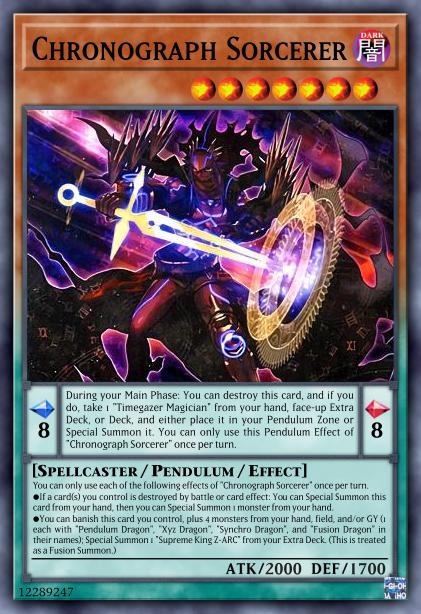 CHRONOGRAPH SORCERER
DARK
闇
During your Main Phase: You can destroy this card, and if you
do, take 1 "Timegazer Magician" from your hand, face-up Extra
Deck, or Deck, and either place it in your Pendulum Zone or
Special Summon it. You can only use this Pendulum Effect of
"Chronograph Sorcerer" once per turn.
8
8
[SPELLCASTER / PENDULUM / EFFECT]
You can only use each of the following effects of "Chronograph Sorcerer" once per turn.
●If a card(s) you control is destroyed by battle or card effect: You can Special Summon this
card from your hand, then you can Special Summon 1 monster from your hand.
●You can banish this card you control, plus 4 monsters from your hand, field, and/or GY (1
each with "Pendulum Dragon", "Xyz Dragon", "Synchro Dragon", and "Fusion Dragon" in
their names); Special Summon 1 "Supreme King Z-ARC" from your Extra Deck. (This is treated
as a Fusion Summon.)
ATK/2000 DEF/1700
12289247